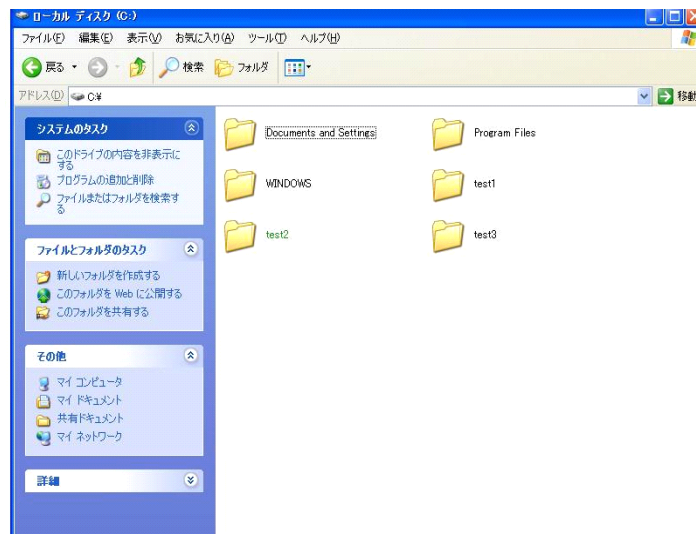 ローカル ディスク (C:)
ファイル(F) 編集(E) 表示(V) お気に入り(A) ツール(T) ヘルプ(H)
戻る 検索 フォルダ
アドレス(D) C:¥ 移動
システムのタスク
このドライブの内容を非表示に
する
プログラムの追加と削除
ファイルまたはフォルダを検索す
る
ファイルとフォルダのタスク
新しいフォルダを作成する
このフォルダを Web に公開する
このフォルダを共有する
その他
マイ コンピュータ
マイ ドキュメント
共有ドキュメント
マイ ネットワーク
詳細
Documents and Settings
Program Files
WINDOWS
test1
test2
test3